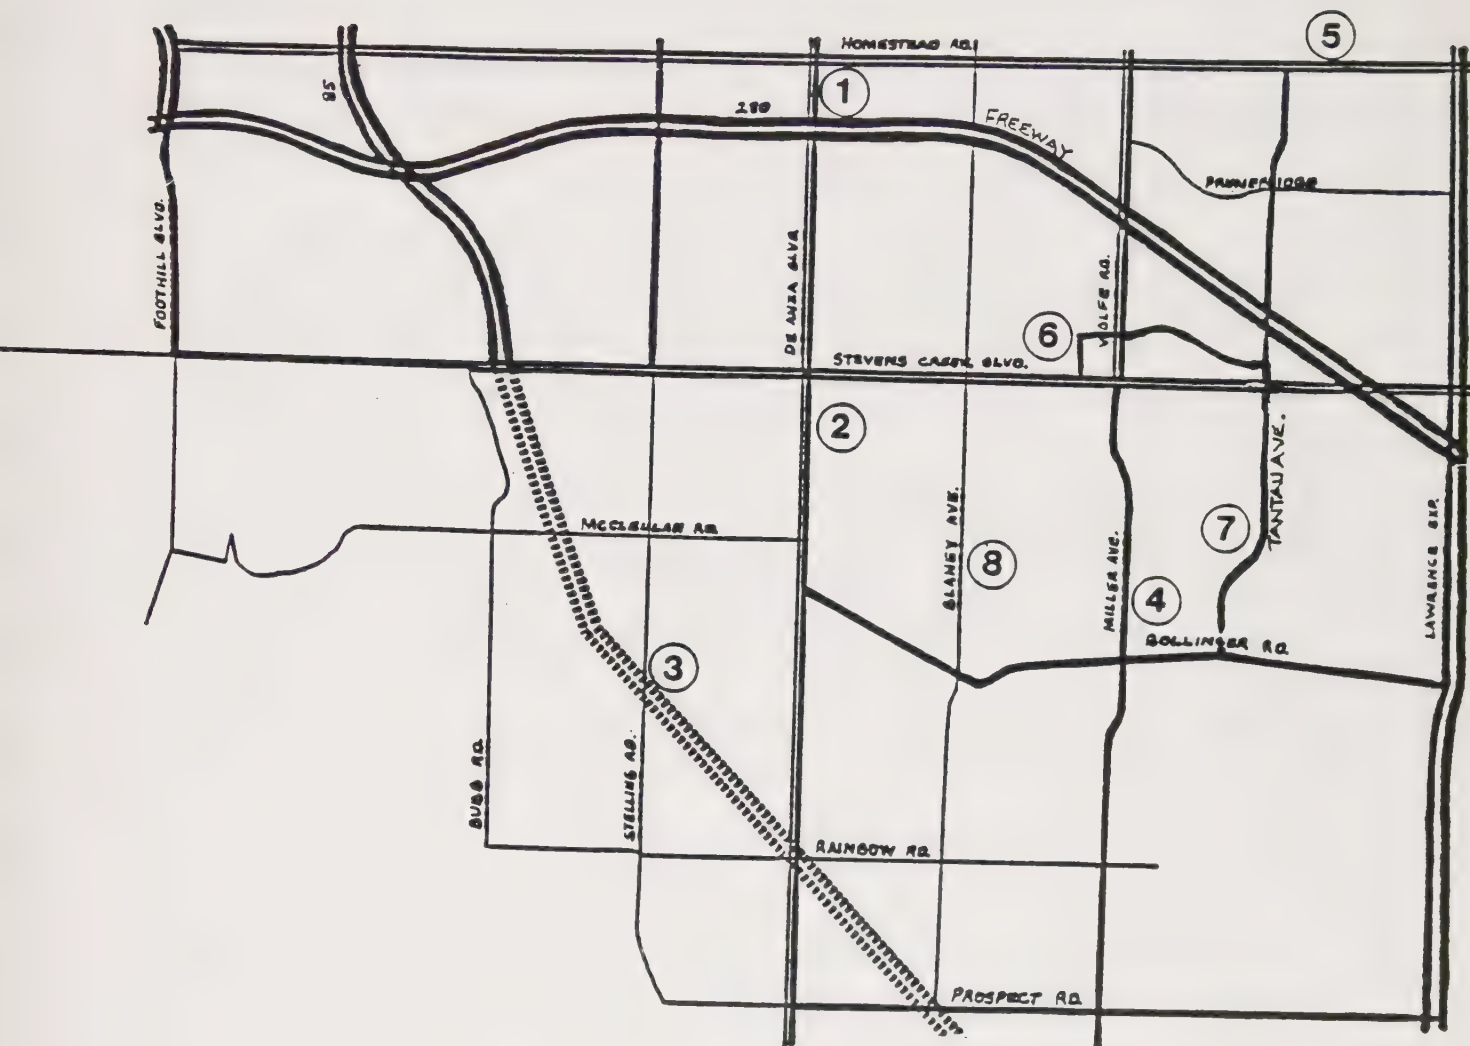 5
HOMESTEAD RD.
85
1
280
FREEWAY
PRUNERIDGE
FOOTHILL BLVD.
DE ANZA BLVD
WOLFE RD.
6
STEVENS CREEK BLVD.
2
TANTAU AVE.
MCCLELLAN RD.
7
BLANEY AVE.
8
MILLER AVE.
4
LAWRENCE EXP.
BOLLINGER RD.
3
BUBB RD.
STELLING RD.
RAINBOW RD.
PROSPECT RD.